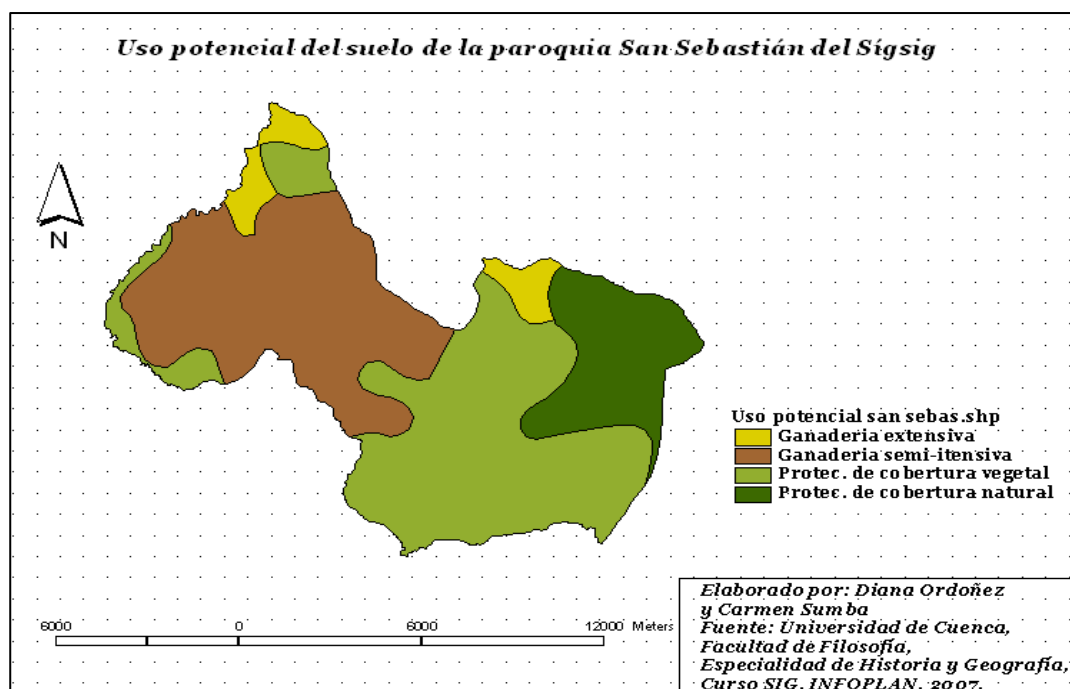 Uso potencial del suelo de la paroquia San Sebastián del Sígsig
N
Uso potencial san sebas.shp
Ganaderia extensiva
Ganaderia semi-itensiva
Protec. de cobertura vegetal
Protec. de cobertura natural
6000 0 6000 12000 Meters
Elaborado por: Diana Ordoñez
y Carmen Sumba
Fuente: Universidad de Cuenca,
Facultad de Filosofía,
Especialidad de Historia y Geografía,
Curso SIG, INFOPLAN, 2007.